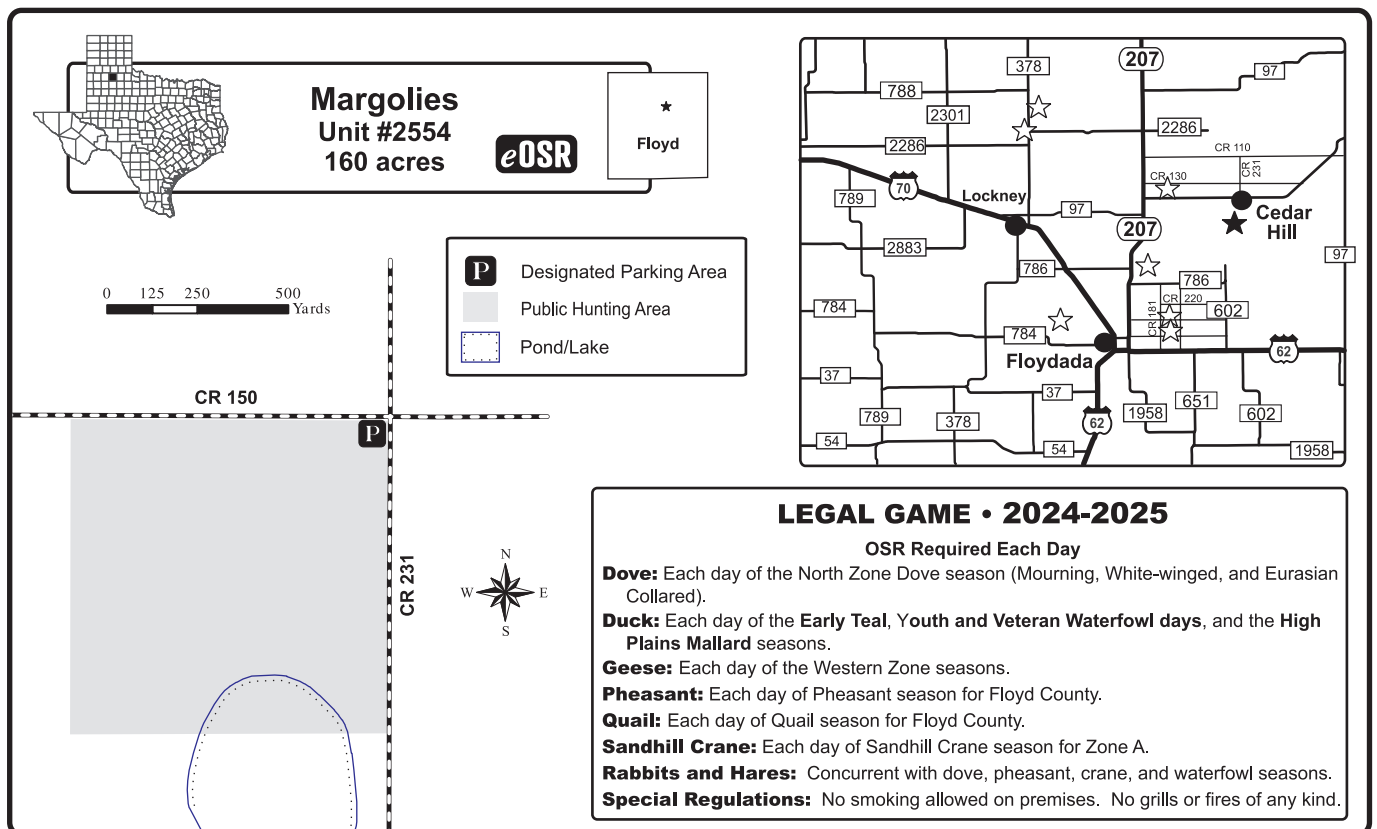 Margolies
Unit #2554
160 acres
eOSR
Floyd
0 125 250 500
Yards
P Designated Parking Area
Public Hunting Area
Pond/Lake
CR 150
P
CR 231
N
W E
S
207
378
97
788
2301
2286
2286
CR 110
CR 231
CR 130
70
Lockney
789
97
Cedar
Hill
207
2883
97
786
786
CR 220
CR 181
602
784
784
Floydada
62
37
37
789
378
62
1958
651
602
54
54
1958
LEGAL GAME • 2024-2025
OSR Required Each Day
Dove: Each day of the North Zone Dove season (Mourning, White-winged, and Eurasian
Collared).
Duck: Each day of the Early Teal, Youth and Veteran Waterfowl days, and the High
Plains Mallard seasons.
Geese: Each day of the Western Zone seasons.
Pheasant: Each day of Pheasant season for Floyd County.
Quail: Each day of Quail season for Floyd County.
Sandhill Crane: Each day of Sandhill Crane season for Zone A.
Rabbits and Hares: Concurrent with dove, pheasant, crane, and waterfowl seasons.
Special Regulations: No smoking allowed on premises. No grills or fires of any kind.